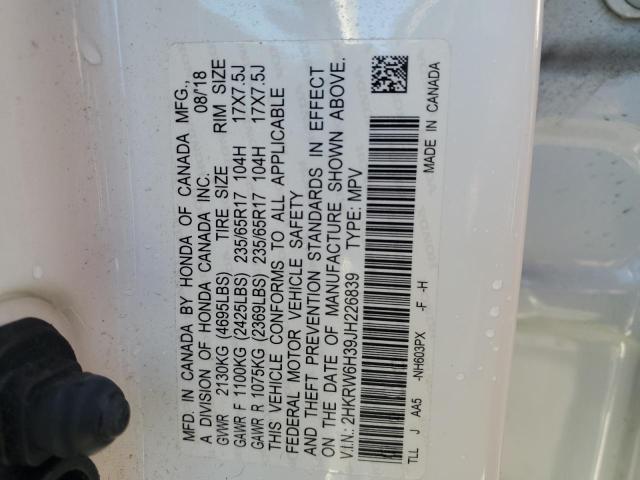 MFD. IN CANADA BY HONDA OF CANADA MFG.,
A DIVISION OF HONDA CANADA INC. 08/18
GVWR 2130KG (4695LBS) TIRE SIZE RIM SIZE
GAWR F 1100KG (2425LBS) 235/65R17 104H 17X7.5J
GAWR R 1075KG (2369LBS) 235/65R17 104H 17X7.5J
THIS VEHICLE CONFORMS TO ALL APPLICABLE
FEDERAL MOTOR VEHICLE SAFETY
AND THEFT PREVENTION STANDARDS IN EFFECT
ON THE DATE OF MANUFACTURE SHOWN ABOVE.
V.I.N.: 2HKRW6H39JH226839 TYPE: MPV
TLL J AA5 -NH603PX -F -H MADE IN CANADA